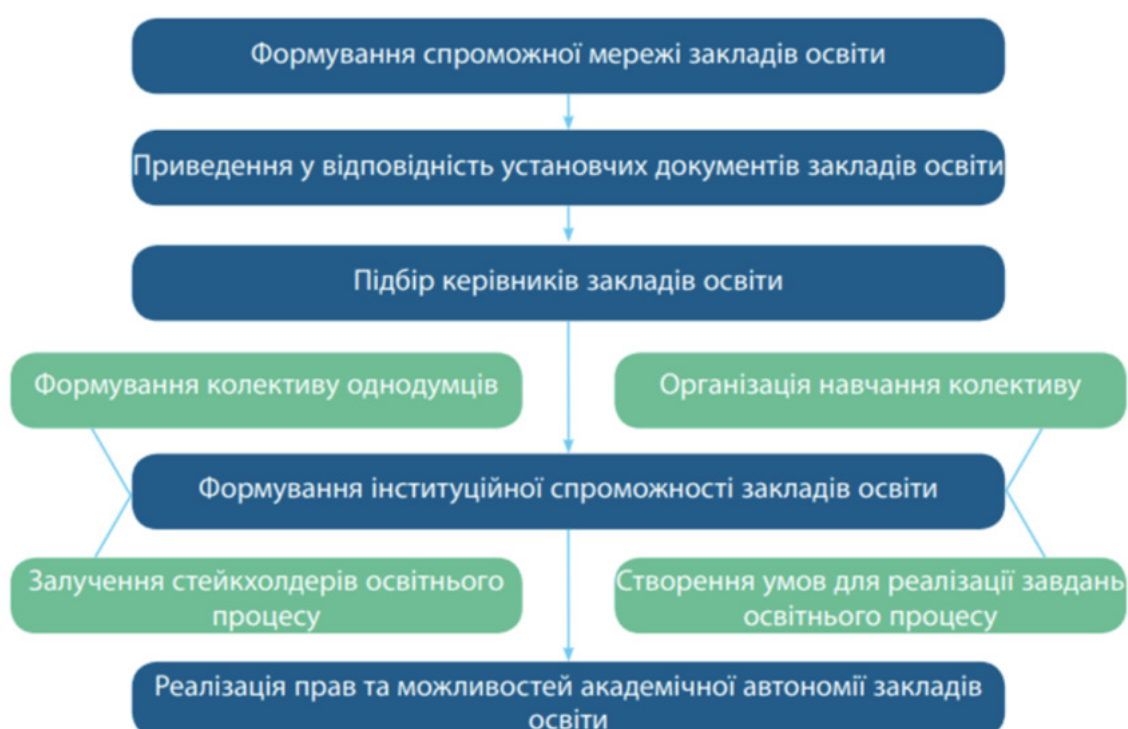 Формування спроможної мережі закладів освіти
Приведення у відповідність установчих документів закладів освіти
Підбір керівників закладів освіти
Формування колективу однодумців
Організація навчання колективу
Формування інституційної спроможності закладів освіти
Залучення стейкхолдерів освітнього
процесу
Створення умов для реалізації завдань
освітнього процесу
Реалізація прав та можливостей академічної автономії закладів
освіти